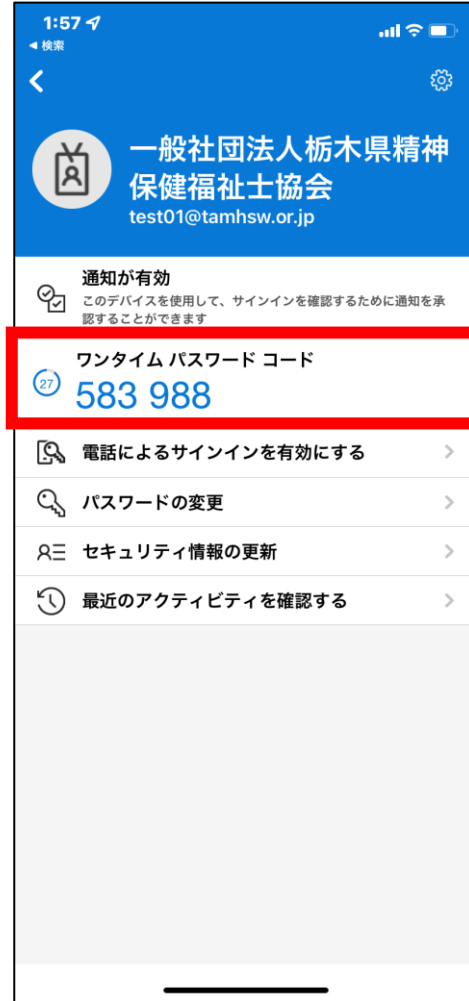 1:57
◀ 検索
一般社団法人栃木県精神
保健福祉士協会
test01@tamhsw.or.jp
通知が有効
このデバイスを使用して、サインインを確認するために通知を承
認することができます
ワンタイム パスワード コード
27
583 988
電話によるサインインを有効にする
パスワードの変更
セキュリティ情報の更新
最近のアクティビティを確認する